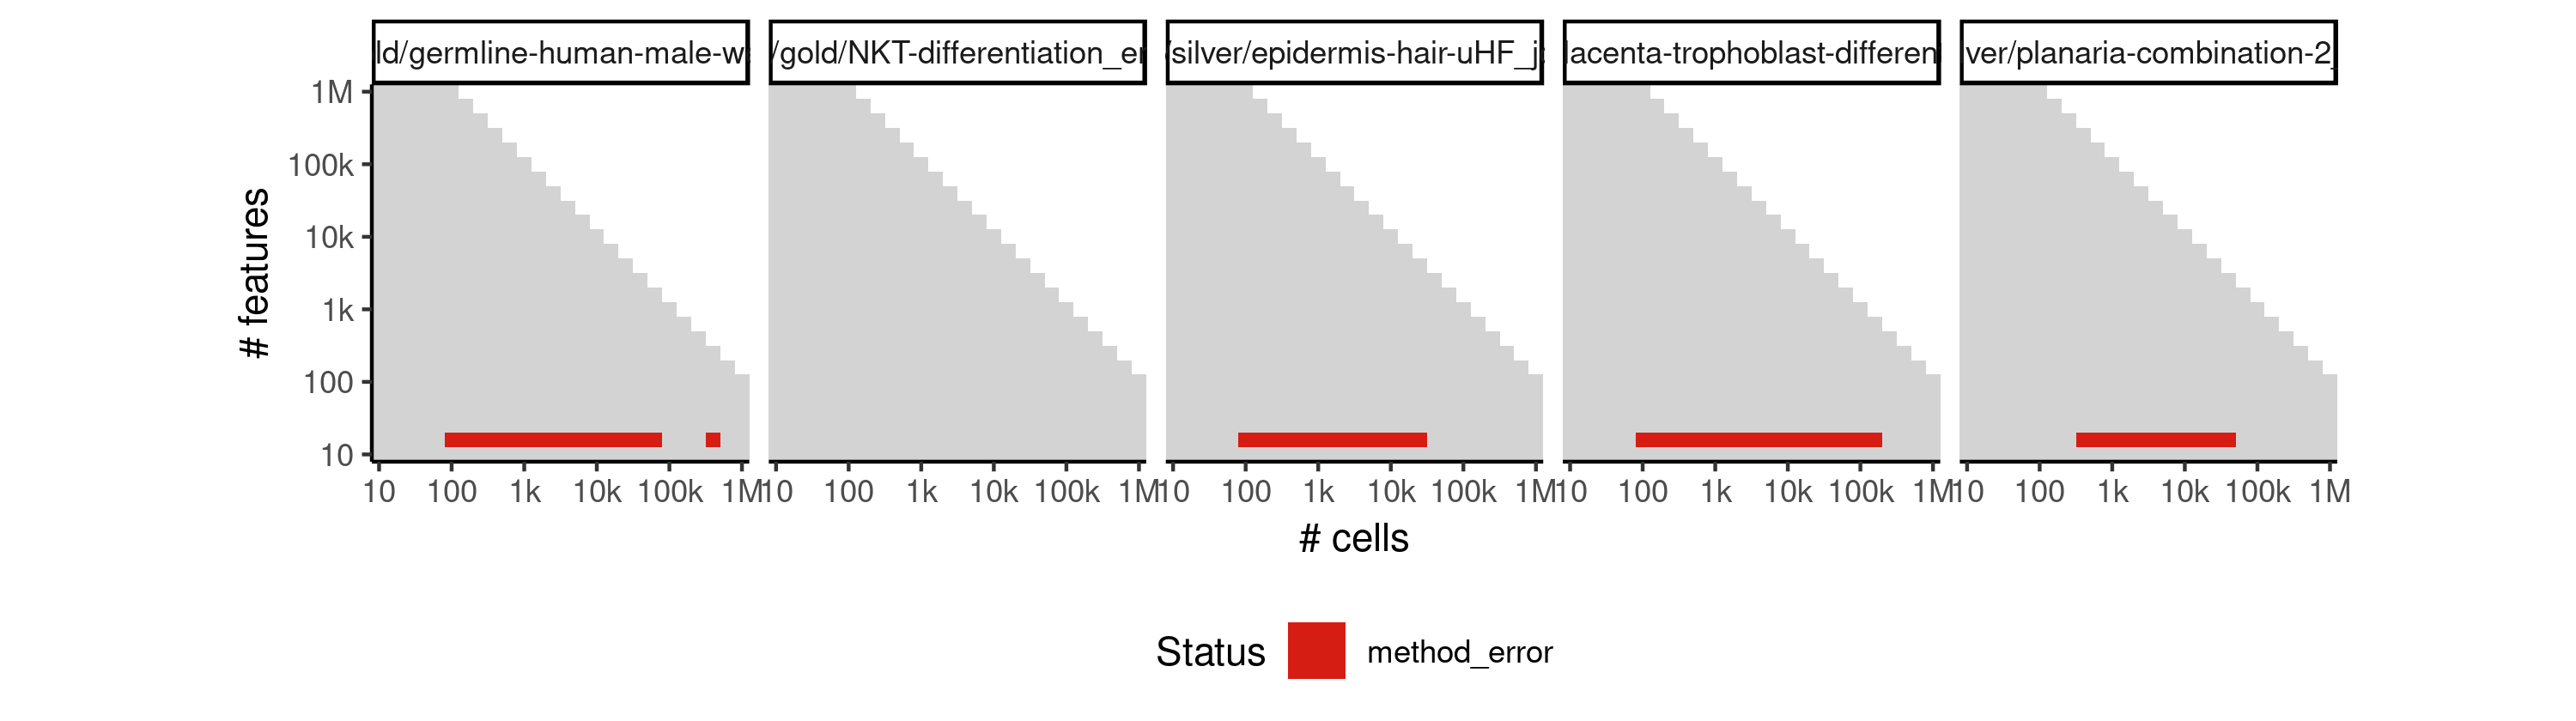 ld/germline-human-male-w
/gold/NKT-differentiation_e
/silver/epidermis-hair-uHF_j
lacenta-trophoblast-differen
ver/planaria-combination-2
# features
1M
100k
10k
1k
100
10
10 100 1k 10k 100k 1M
10 100 1k 10k 100k 1M
10 100 1k 10k 100k 1M
10 100 1k 10k 100k 1M
10 100 1k 10k 100k 1M
# cells
Status method_error